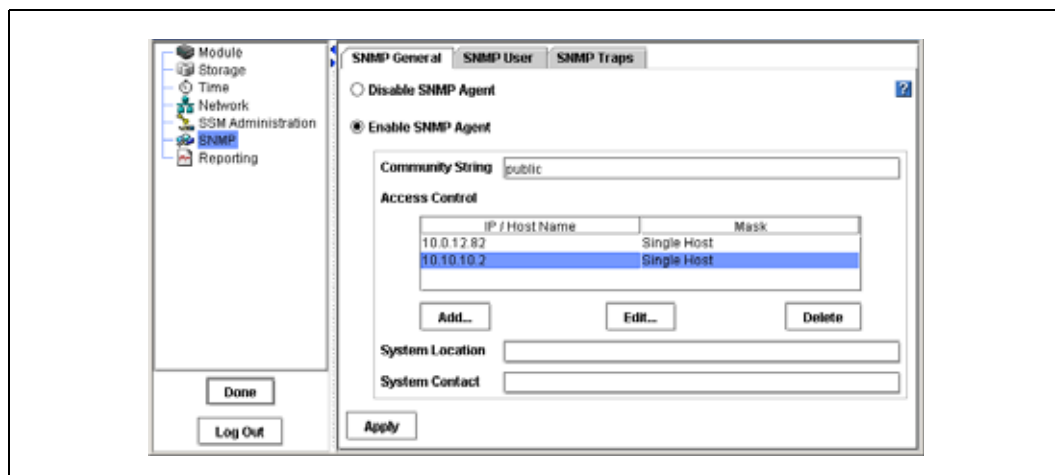 Module
Storage
Time
Network
SSM Administration
SNMP
Reporting
Done
Log Out
SNMP General SNMP User SNMP Traps
Disable SNMP Agent
?
Enable SNMP Agent
Community String public
Access Control
IP / Host Name Mask
10.0.12.82 Single Host
10.10.10.2 Single Host
Add... Edit... Delete
System Location
System Contact
Apply